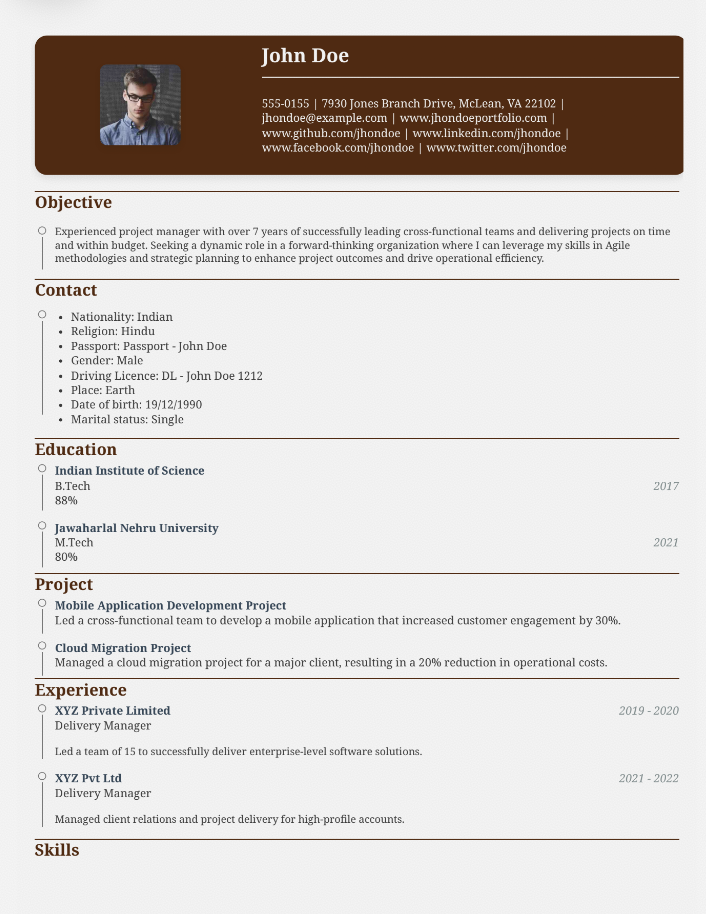 John Doe
555-0155 | 7930 Jones Branch Drive, McLean, VA 22102 |
jhondoe@example.com | www.jhondoeportfolio.com |
www.github.com/jhondoe | www.linkedin.com/jhondoe |
www.facebook.com/jhondoe | www.twitter.com/jhondoe
Objective
Experienced project manager with over 7 years of successfully leading cross-functional teams and delivering projects on time
and within budget. Seeking a dynamic role in a forward-thinking organization where I can leverage my skills in Agile
methodologies and strategic planning to enhance project outcomes and drive operational efficiency.
Contact
• Nationality: Indian
• Religion: Hindu
• Passport: Passport - John Doe
• Gender: Male
• Driving Licence: DL - John Doe 1212
• Place: Earth
• Date of birth: 19/12/1990
• Marital status: Single
Education
Indian Institute of Science
B.Tech 2017
88%
Jawaharlal Nehru University
M.Tech 2021
80%
Project
Mobile Application Development Project
Led a cross-functional team to develop a mobile application that increased customer engagement by 30%.
Cloud Migration Project
Managed a cloud migration project for a major client, resulting in a 20% reduction in operational costs.
Experience
XYZ Private Limited 2019 - 2020
Delivery Manager
Led a team of 15 to successfully deliver enterprise-level software solutions.
XYZ Pvt Ltd 2021 - 2022
Delivery Manager
Managed client relations and project delivery for high-profile accounts.
Skills